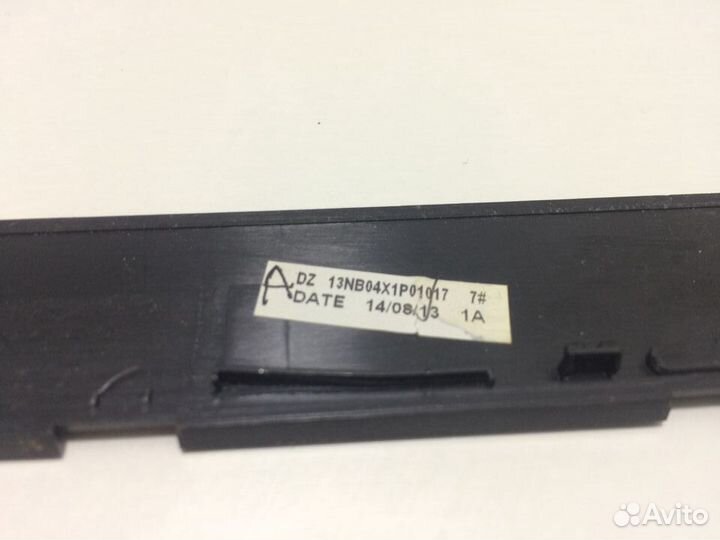 A DZ 13NB04X1P01017 7#
DATE 14/08/13 1A
Avito